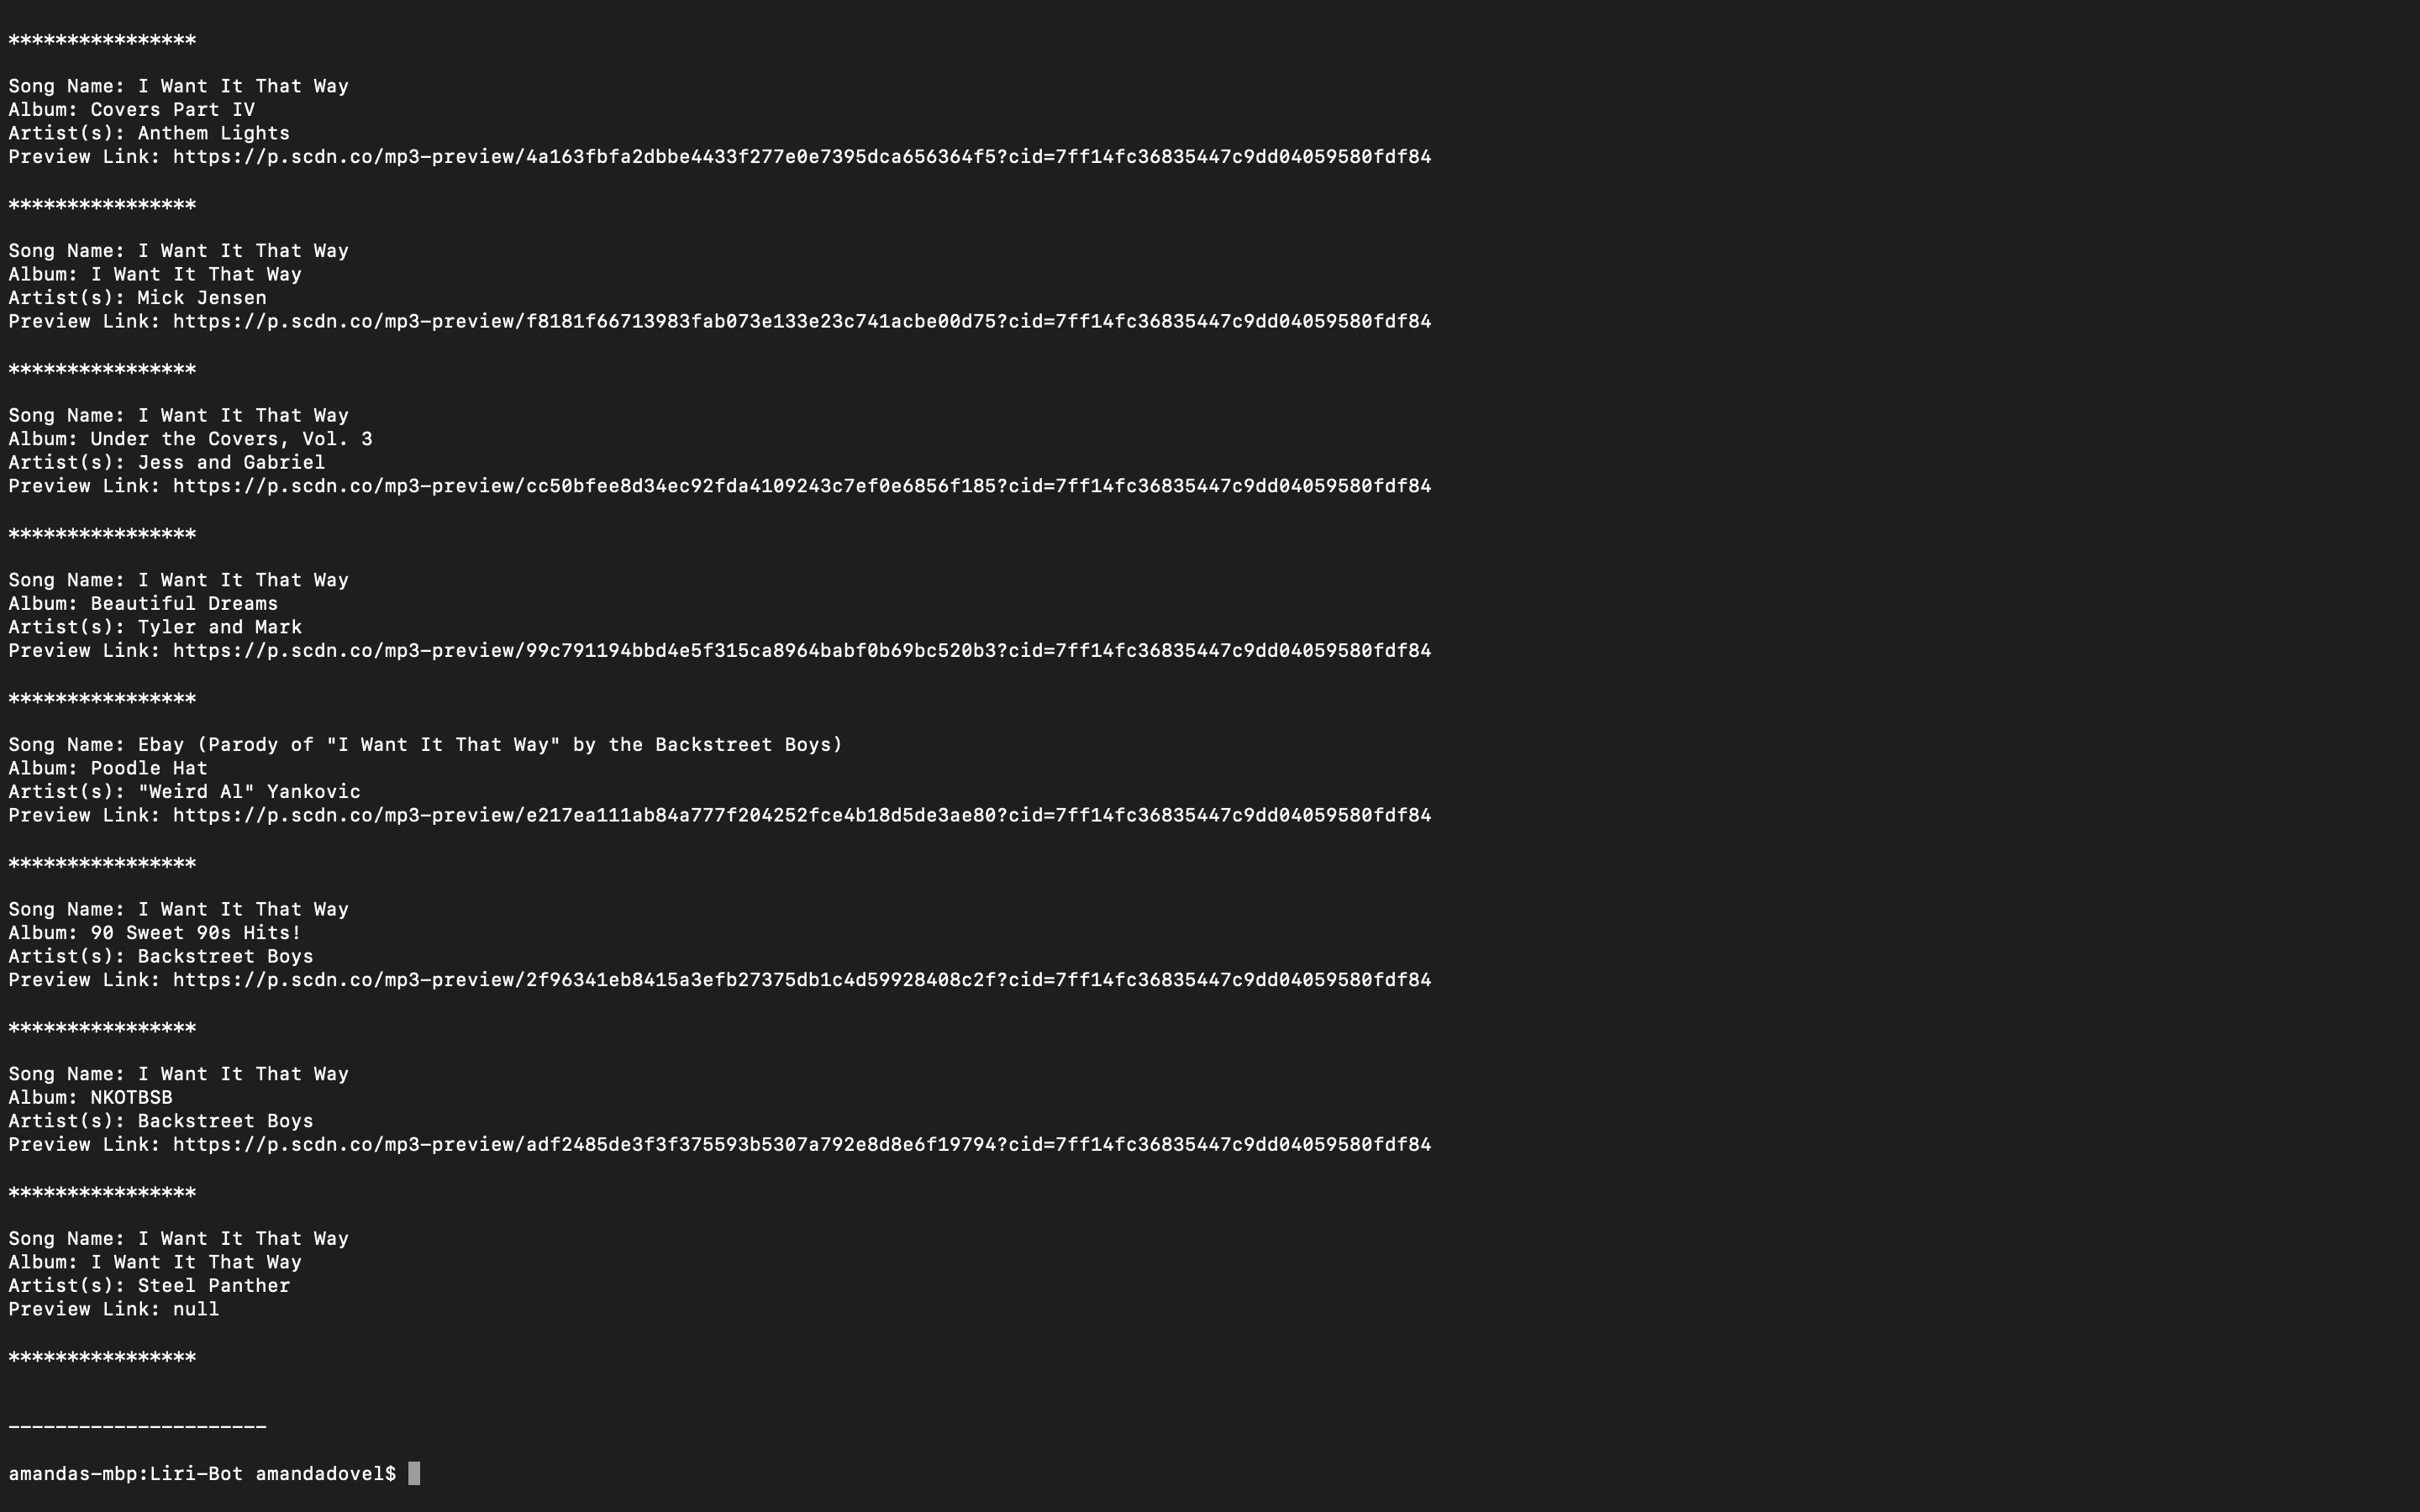 ****************
Song Name: I Want It That Way
Album: Covers Part IV
Artist(s): Anthem Lights
Preview Link: https://p.scdn.co/mp3-preview/4a163fbfa2dbbe4433f277e0e7395dca656364f5?cid=7ff14fc36835447c9dd04059580fdf84
****************
Song Name: I Want It That Way
Album: I Want It That Way
Artist(s): Mick Jensen
Preview Link: https://p.scdn.co/mp3-preview/f8181f66713983fab073e133e23c741acbe00d75?cid=7ff14fc36835447c9dd04059580fdf84
****************
Song Name: I Want It That Way
Album: Under the Covers, Vol. 3
Artist(s): Jess and Gabriel
Preview Link: https://p.scdn.co/mp3-preview/cc50bfee8d34ec92fda4109243c7ef0e6856f185?cid=7ff14fc36835447c9dd04059580fdf84
****************
Song Name: I Want It That Way
Album: Beautiful Dreams
Artist(s): Tyler and Mark
Preview Link: https://p.scdn.co/mp3-preview/99c791194bbd4e5f315ca8964babf0b69bc520b3?cid=7ff14fc36835447c9dd04059580fdf84
****************
Song Name: Ebay (Parody of "I Want It That Way" by the Backstreet Boys)
Album: Poodle Hat
Artist(s): "Weird Al" Yankovic
Preview Link: https://p.scdn.co/mp3-preview/e217ea111ab84a777f204252fce4b18d5de3ae80?cid=7ff14fc36835447c9dd04059580fdf84
****************
Song Name: I Want It That Way
Album: 90 Sweet 90s Hits!
Artist(s): Backstreet Boys
Preview Link: https://p.scdn.co/mp3-preview/2f96341eb8415a3efb27375db1c4d59928408c2f?cid=7ff14fc36835447c9dd04059580fdf84
****************
Song Name: I Want It That Way
Album: NKOTBSB
Artist(s): Backstreet Boys
Preview Link: https://p.scdn.co/mp3-preview/adf2485de3f3f375593b5307a792e8d8e6f19794?cid=7ff14fc36835447c9dd04059580fdf84
****************
Song Name: I Want It That Way
Album: I Want It That Way
Artist(s): Steel Panther
Preview Link: null
****************
----------------------
amandas-mbp:Liri-Bot amandadovel$